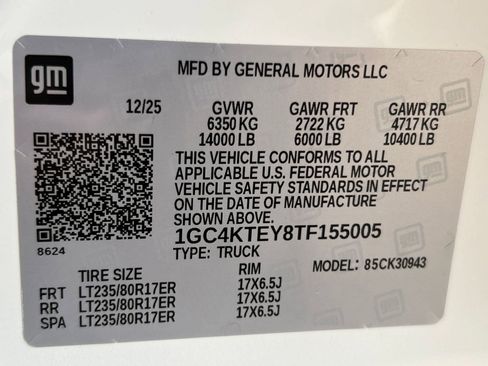 gm
MFD BY GENERAL MOTORS LLC
12/25 GVWR GAWR FRT GAWR RR
6350 KG 2722 KG 4717 KG
14000 LB 6000 LB 10400 LB
THIS VEHICLE CONFORMS TO ALL
APPLICABLE U.S. FEDERAL MOTOR
VEHICLE SAFETY STANDARDS IN EFFECT
ON THE DATE OF MANUFACTURE
SHOWN ABOVE.
1GC4KTEY8TF155005
8624 TYPE: TRUCK
TIRE SIZE RIM MODEL: 85CK30943
FRT LT235/80R17ER 17X6.5J
RR LT235/80R17ER 17X6.5J
SPA LT235/80R17ER 17X6.5J